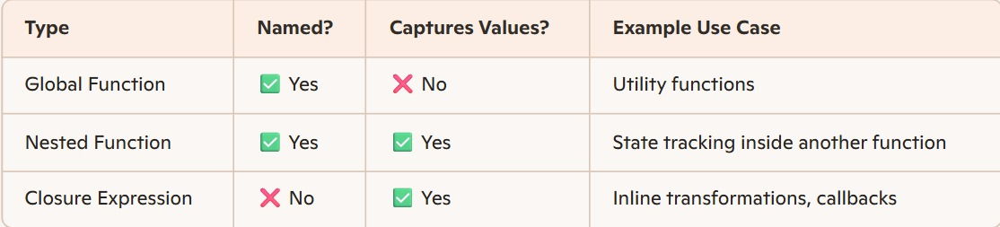 Type Named? Captures Values? Example Use Case
Global Function ✅ Yes ❌ No Utility functions
Nested Function ✅ Yes ✅ Yes State tracking inside another function
Closure Expression ❌ No ✅ Yes Inline transformations, callbacks